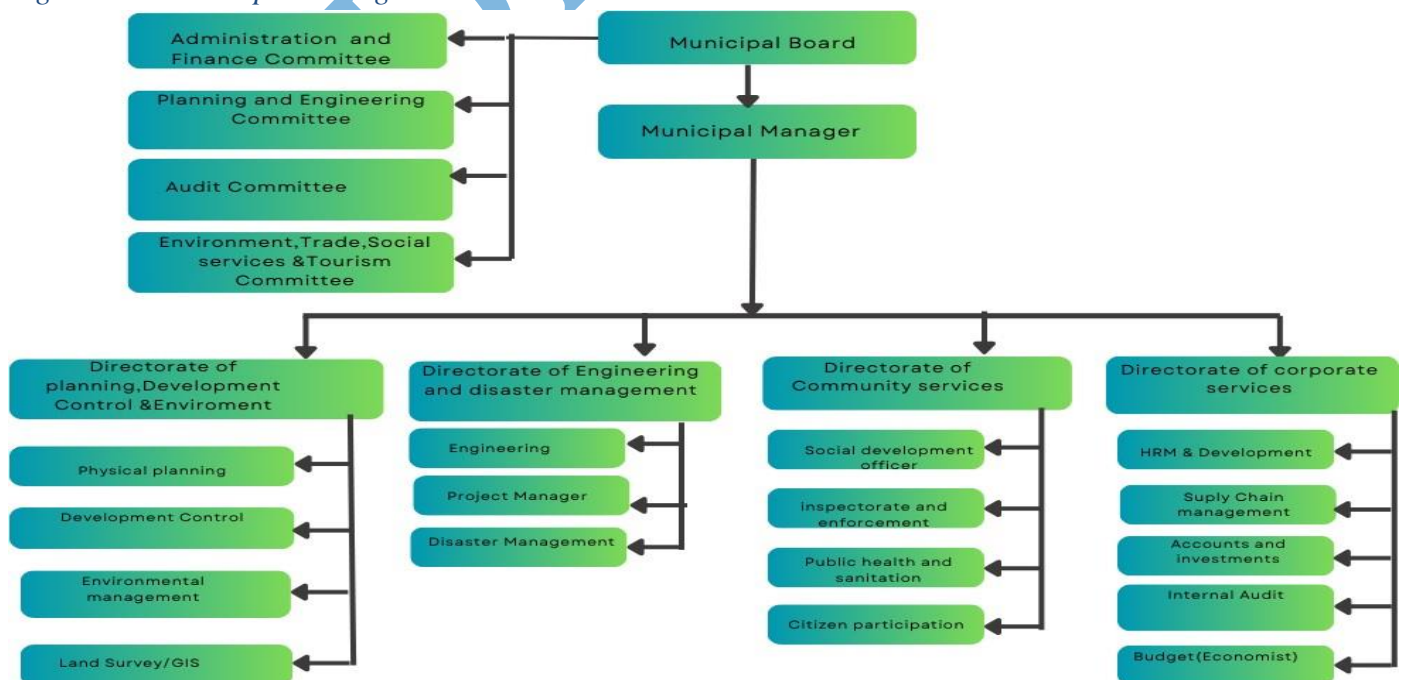 Administration and
Finance Committee
Municipal Board
Planning and Engineering
Committee
Municipal Manager
Audit Committee
Environment,Trade,Social
services &Tourism
Committee
Directorate of
planning,Development
Control &Enviroment
Directorate of Engineering
and disaster management
Directorate of
Community services
Directorate of corporate
services
Physical planning
Development Control
Environmental
management
Land Survey/GIS
Engineering
Project Manager
Disaster Management
Social development
officer
inspectorate and
enforcement
Public health and
sanitation
Citizen participation
HRM & Development
Suply Chain
management
Accounts and
investments
Internal Audit
Budget(Economist)